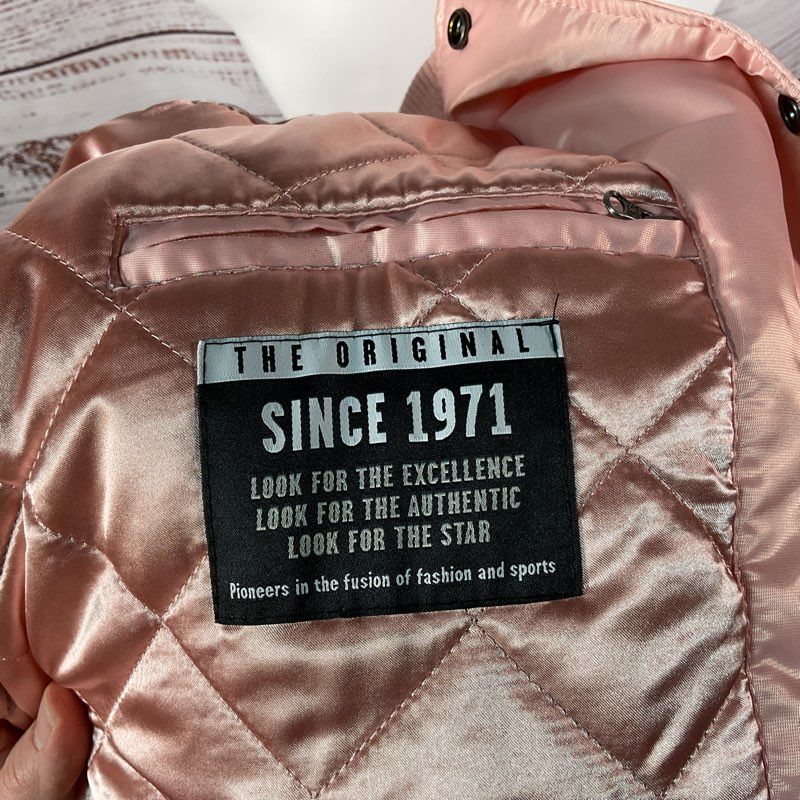 THE ORIGINAL
SINCE 1971
LOOK FOR THE EXCELLENCE
LOOK FOR THE AUTHENTIC
LOOK FOR THE STAR
Pioneers in the fusion of fashion and sports